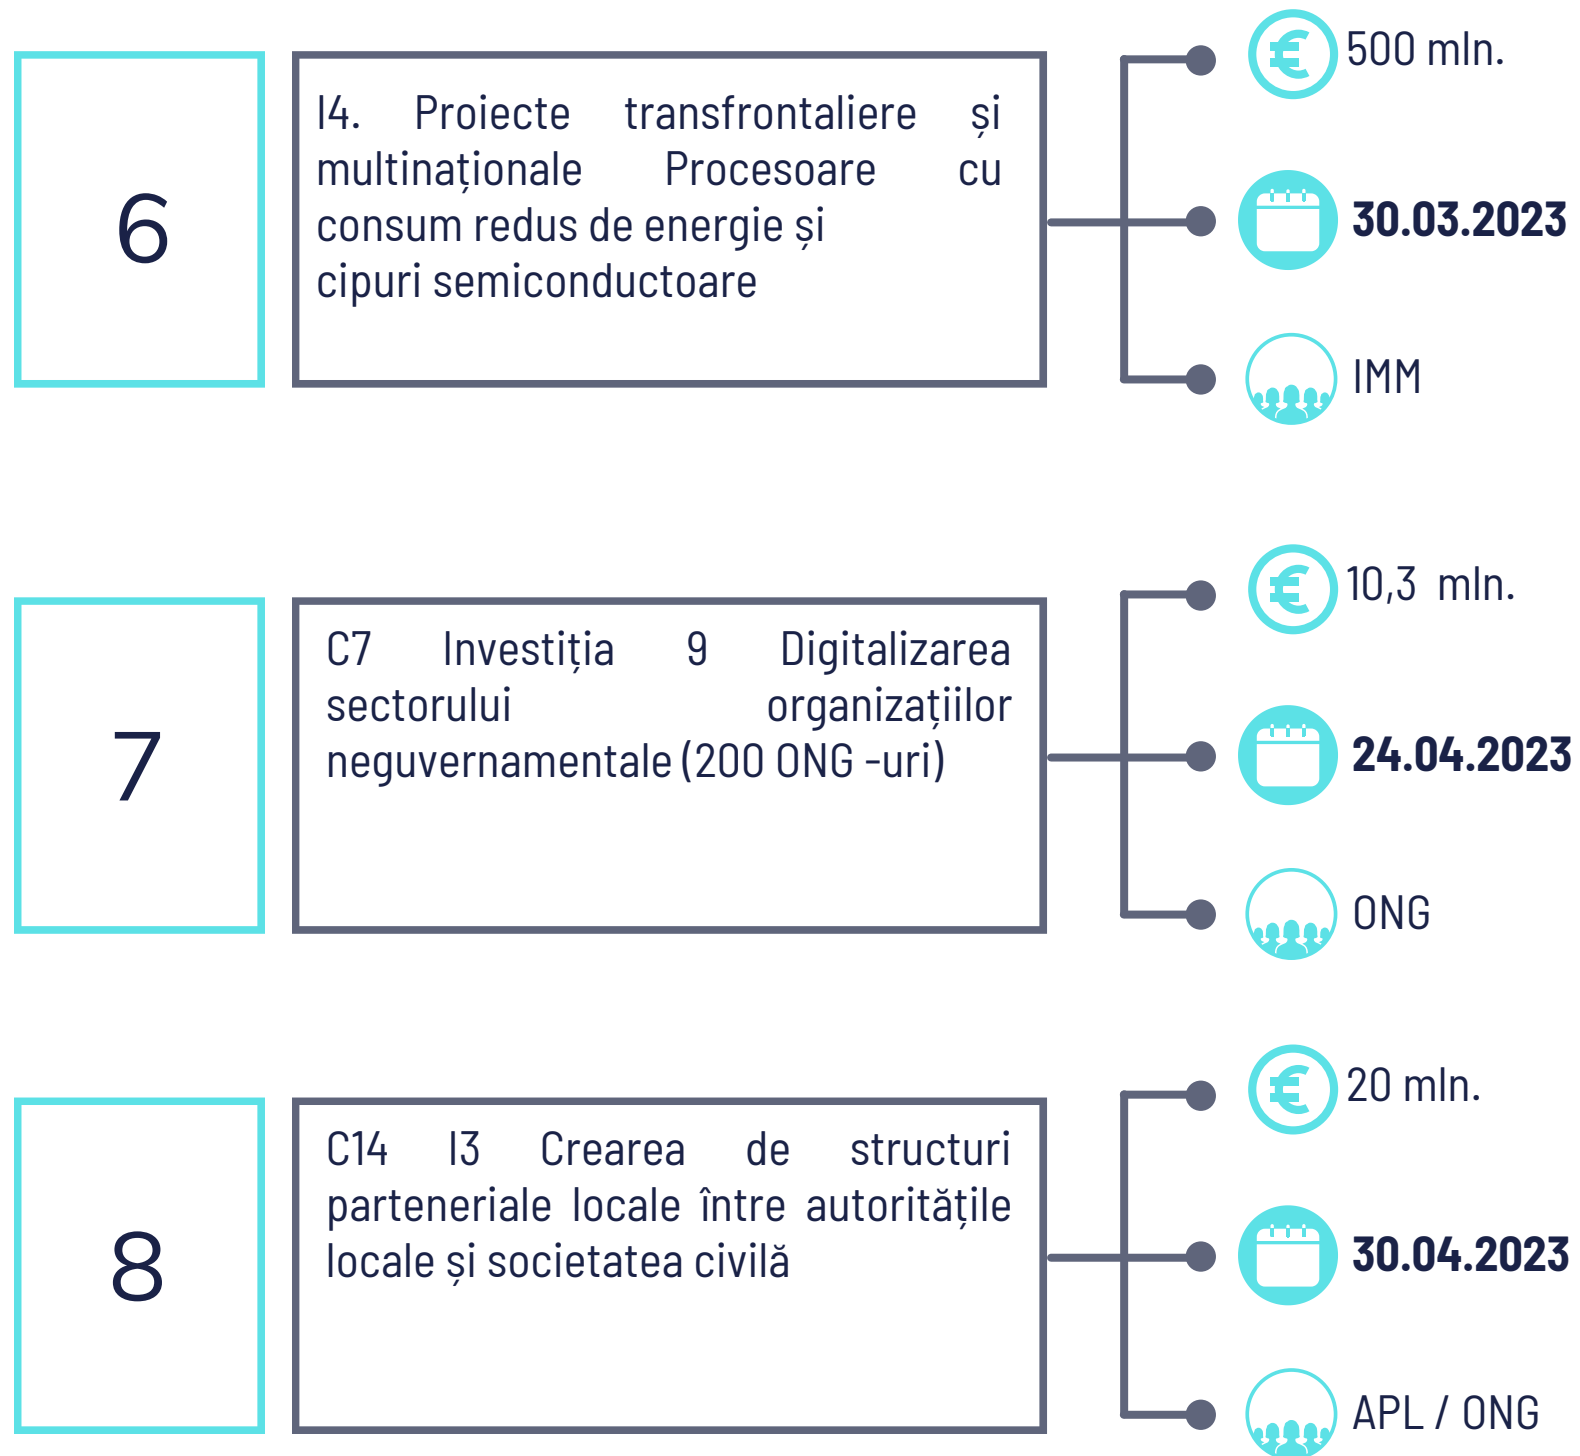 6
I4. Proiecte transfrontaliere și
multinaționale Procesoare cu
consum redus de energie și
cipuri semiconductoare
500 mln.
30.03.2023
IMM
7
C7 Investiția 9 Digitalizarea
sectorului organizațiilor
neguvernamentale (200 ONG -uri)
10,3 mln.
24.04.2023
ONG
8
C14 I3 Crearea de structuri
parteneriale locale între autoritățile
locale și societatea civilă
20 mln.
30.04.2023
APL / ONG